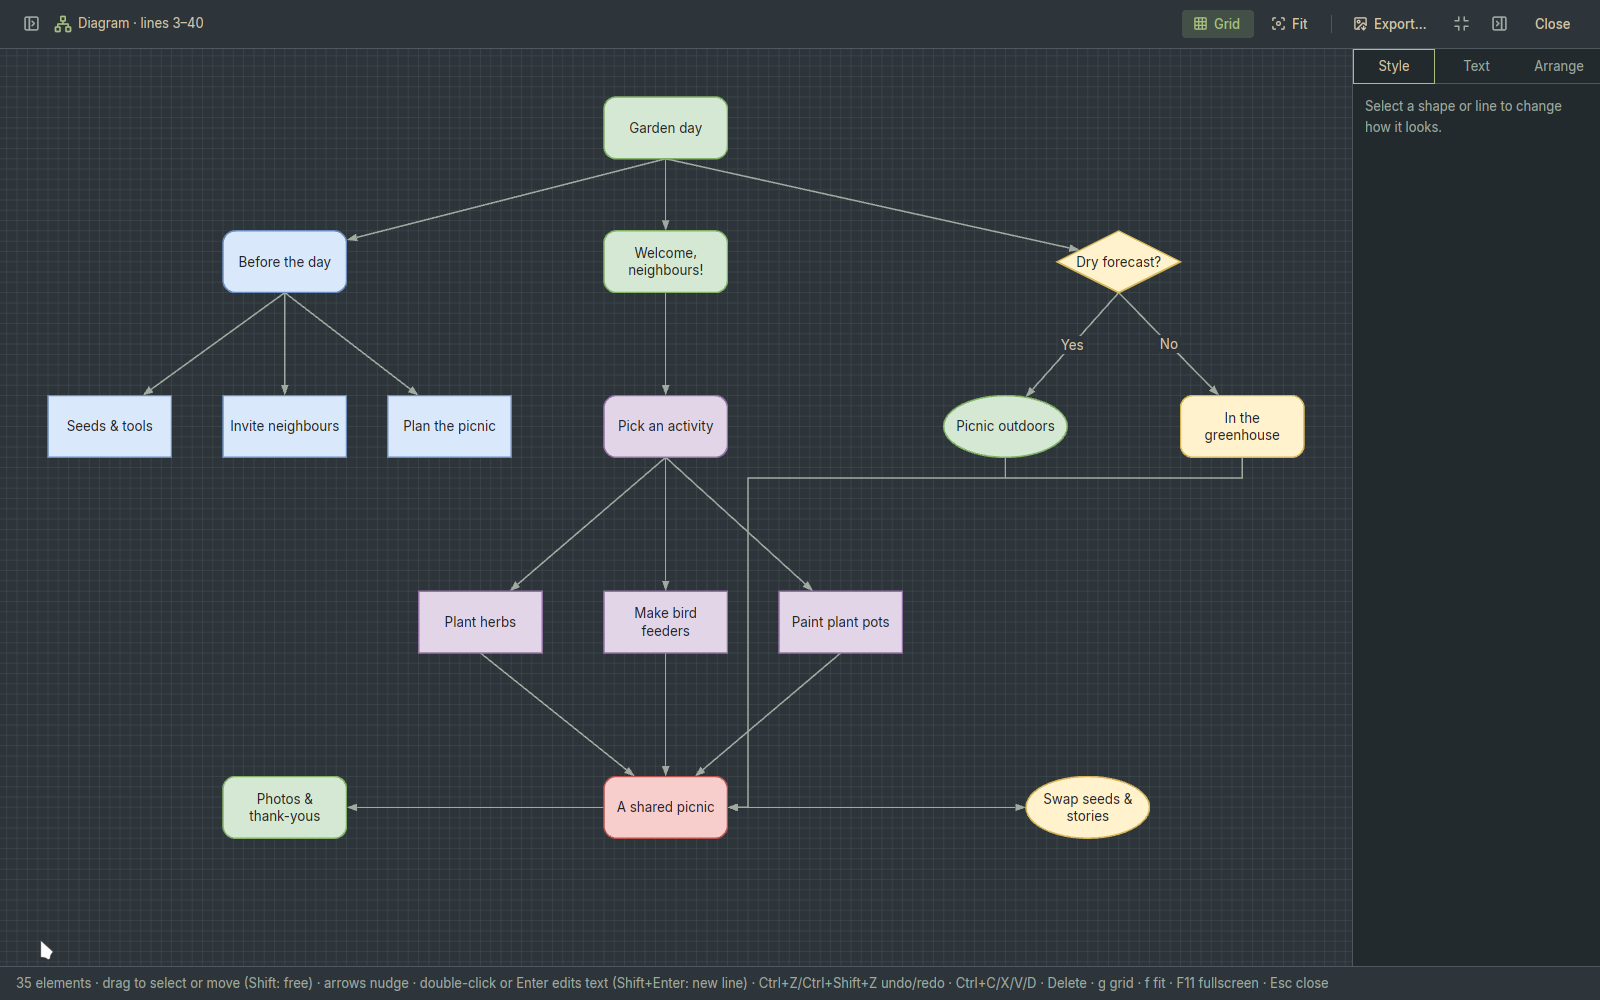 Diagram · lines 3–40
Grid
Fit
Export...
Close
Style
Text
Arrange
Select a shape or line to change
how it looks.
Garden day
Before the day
Welcome,
neighbours!
Dry forecast?
Yes
No
Seeds & tools
Invite neighbours
Plan the picnic
Pick an activity
Picnic outdoors
In the
greenhouse
Plant herbs
Make bird
feeders
Paint plant pots
Photos &
thank-yous
A shared picnic
Swap seeds &
stories
35 elements · drag to select or move (Shift: free) · arrows nudge · double-click or Enter edits text (Shift+Enter: new line) · Ctrl+Z/Ctrl+Shift+Z undo/redo · Ctrl+C/X/V/D · Delete · g grid · f fit · F11 fullscreen · Esc close